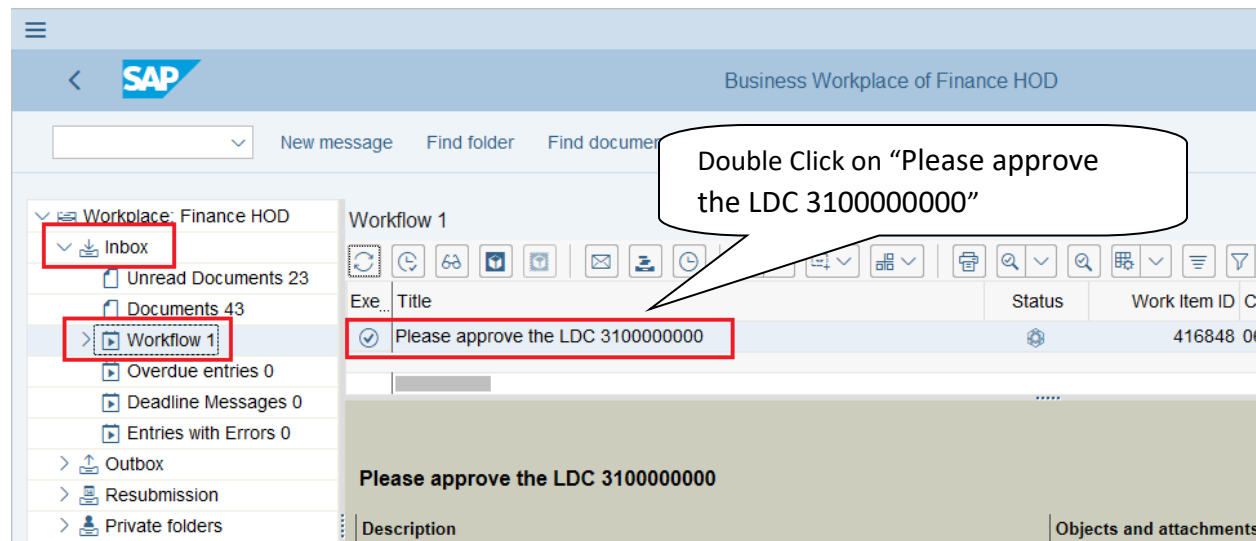 SAP
Business Workplace of Finance HOD
New message Find folder Find documen
Double Click on “Please approve
the LDC 3100000000”
Workplace: Finance HOD
Inbox
Unread Documents 23
Documents 43
Workflow 1
Overdue entries 0
Deadline Messages 0
Entries with Errors 0
Outbox
Resubmission
Private folders
Workflow 1
Exe... Title Status Work Item ID C
Please approve the LDC 3100000000 416848 06
Please approve the LDC 3100000000
Description Objects and attachments